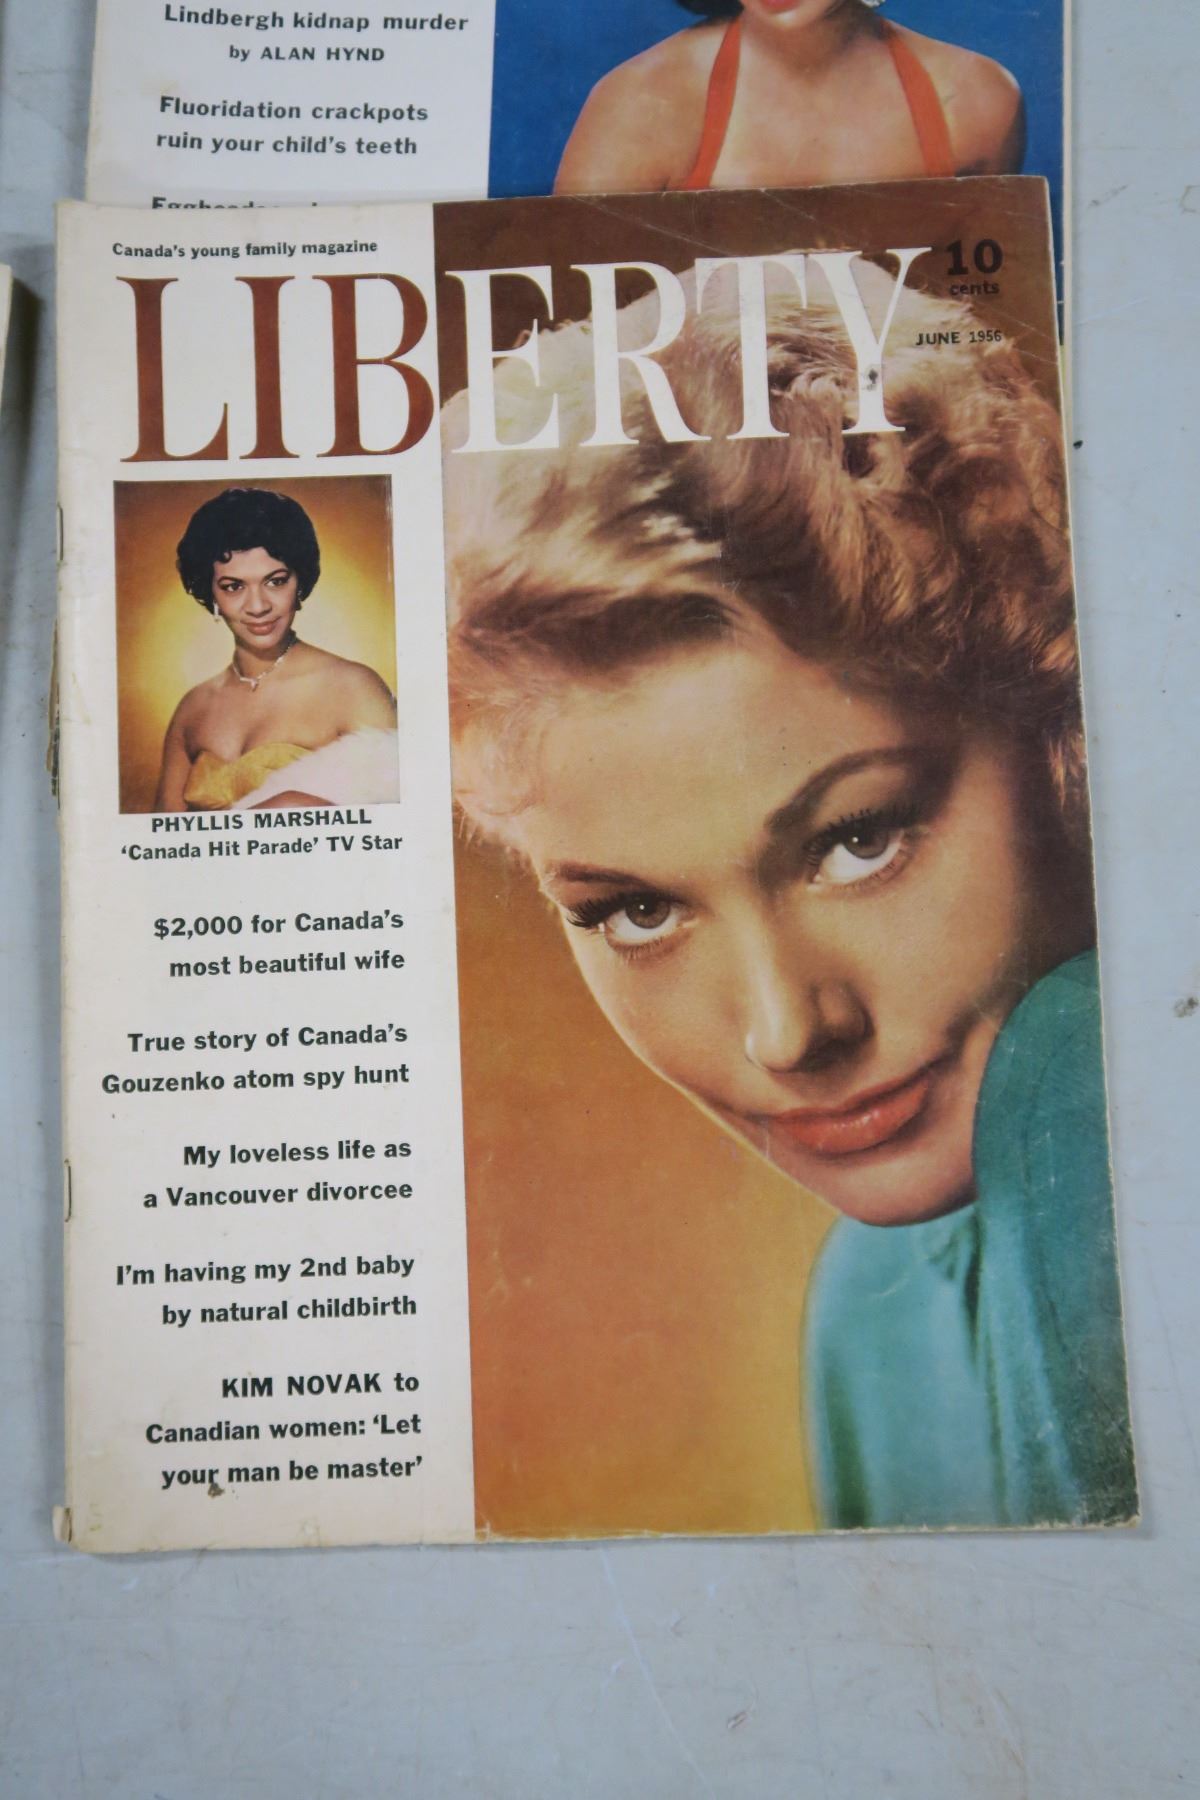 Lindbergh kidnap murder
by ALAN HYND
Fluoridation crackpots
ruin your child's teeth
Canada's young family magazine
LIBERTY
10
cents
JUNE 1956
PHYLLIS MARSHALL
'Canada Hit Parade' TV Star
$2,000 for Canada's
most beautiful wife
True story of Canada's
Gouzenko atom spy hunt
My loveless life as
a Vancouver divorcee
I'm having my 2nd baby
by natural childbirth
KIM NOVAK to
Canadian women: 'Let
your man be master'